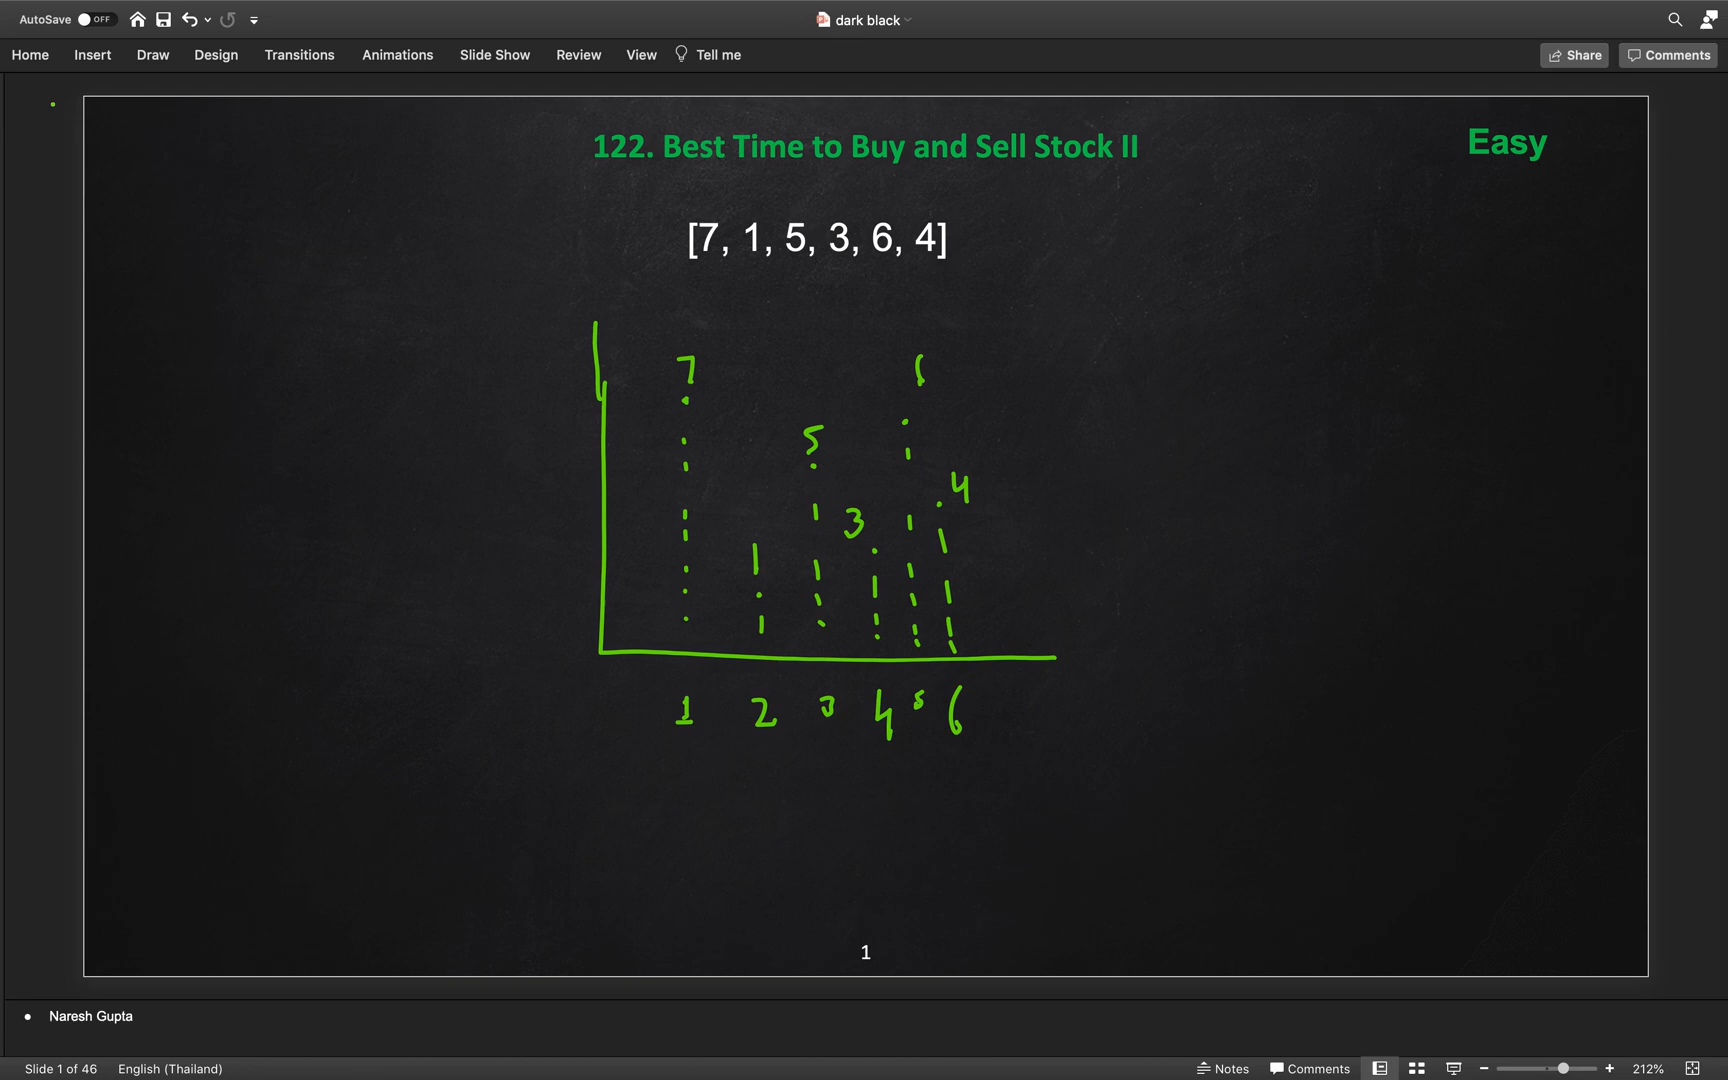 AutoSave OFF dark black
Home Insert Draw Design Transitions Animations Slide Show Review View Tell me Share Comments
122. Best Time to Buy and Sell Stock II
Easy
[7, 1, 5, 3, 6, 4]
7
5
4
3
1
1 2 3 4 5 6
1
Naresh Gupta
Slide 1 of 46 English (Thailand) Notes Comments 212%